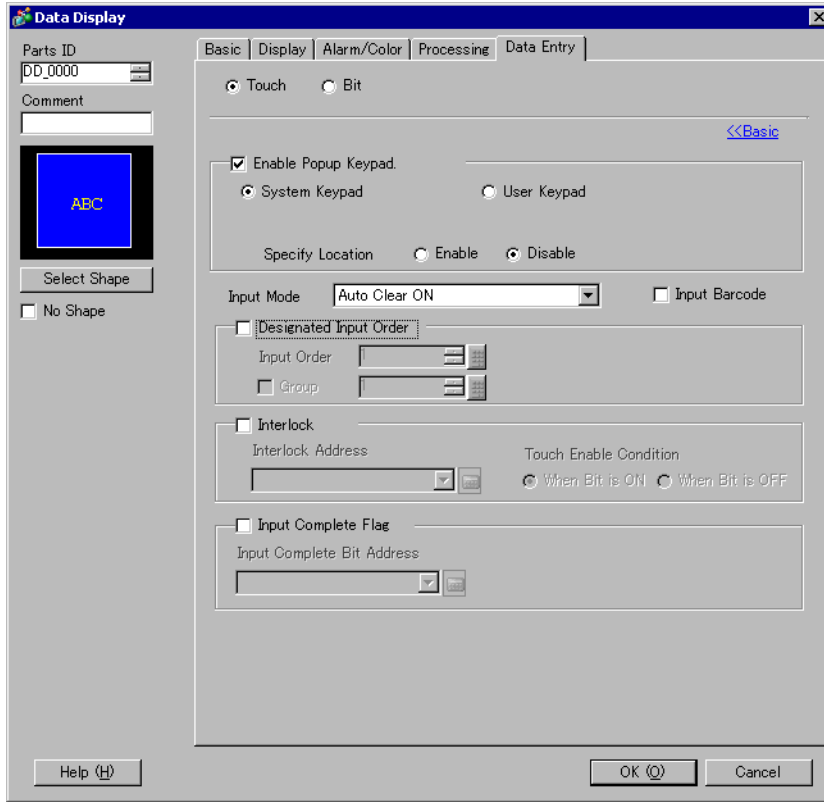 Data Display
Parts ID
DD_0000
Comment
ABC
Select Shape
No Shape
Basic Display Alarm/Color Processing Data Entry
Touch Bit
<<Basic
Enable Popup Keypad.
System Keypad User Keypad
Specify Location Enable Disable
Input Mode Auto Clear ON Input Barcode
Designated Input Order
Input Order 1
Group 1
Interlock
Interlock Address Touch Enable Condition
When Bit is ON When Bit is OFF
Input Complete Flag
Input Complete Bit Address
Help (H) OK (O) Cancel